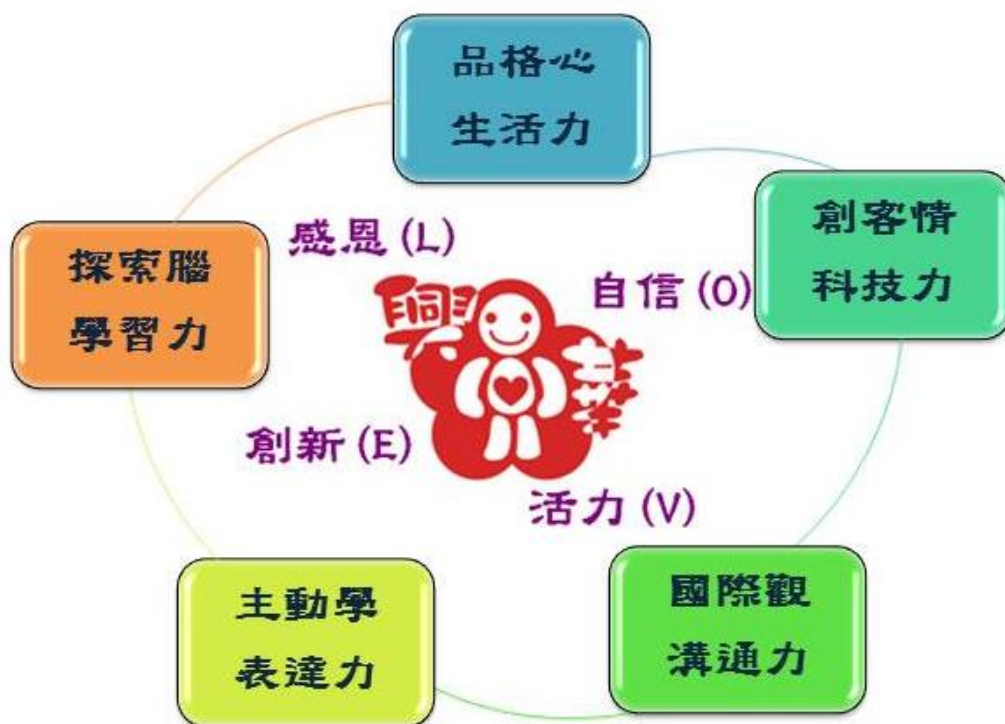 品格心
生活力
創客情
科技力
國際觀
溝通力
主動學
表達力
探索腦
學習力
感恩(L)
自信(O)
活力(V)
創新(E)
興華